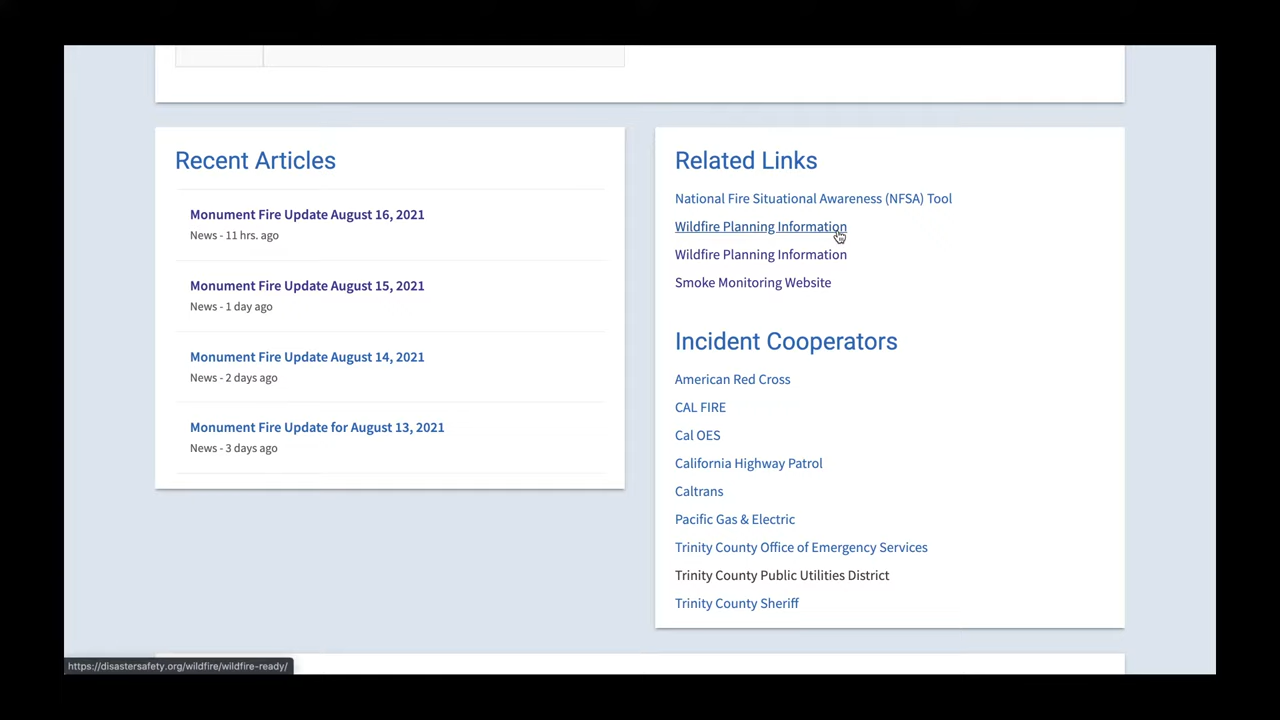 Recent Articles
Monument Fire Update August 16, 2021
News - 11 hrs. ago
Monument Fire Update August 15, 2021
News - 1 day ago
Monument Fire Update August 14, 2021
News - 2 days ago
Monument Fire Update for August 13, 2021
News - 3 days ago
Related Links
National Fire Situational Awareness (NFSA) Tool
Wildfire Planning Information
Wildfire Planning Information
Smoke Monitoring Website
Incident Cooperators
American Red Cross
CAL FIRE
Cal OES
California Highway Patrol
Caltrans
Pacific Gas & Electric
Trinity County Office of Emergency Services
Trinity County Public Utilities District
Trinity County Sheriff
https://disastersafety.org/wildfire/wildfire-ready/